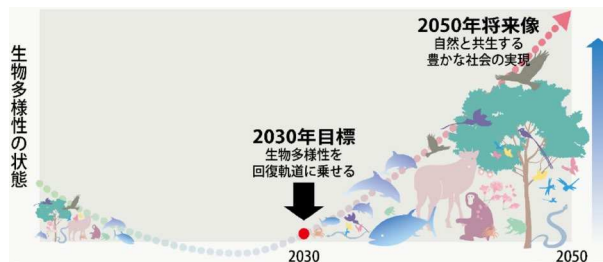 生物多様性の状態
2050年将来像
自然と共生する
豊かな社会の実現
2030年目標
生物多様性を
回復軌道に乗せる
2030
2050